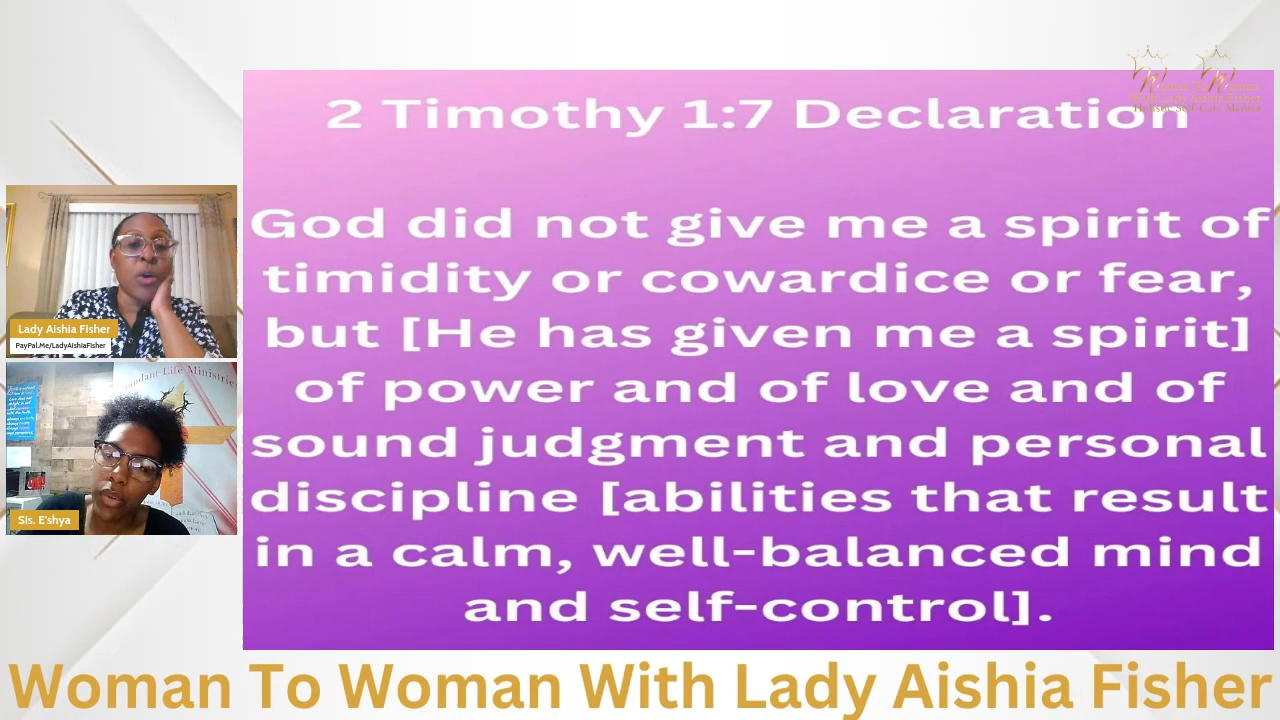 2 Timothy 1:7 Declaration
God did not give me a spirit of
timidity or cowardice or fear,
but [He has given me a spirit]
of power and of love and of
sound judgment and personal
discipline [abilities that result
in a calm, well-balanced mind
and self-control].
Lady Aishia Fisher
PayPal.Me/LadyAishiaFisher
Life Ministrie
Sis. E'shya
Woman To Woman With Lady Aishia Fisher